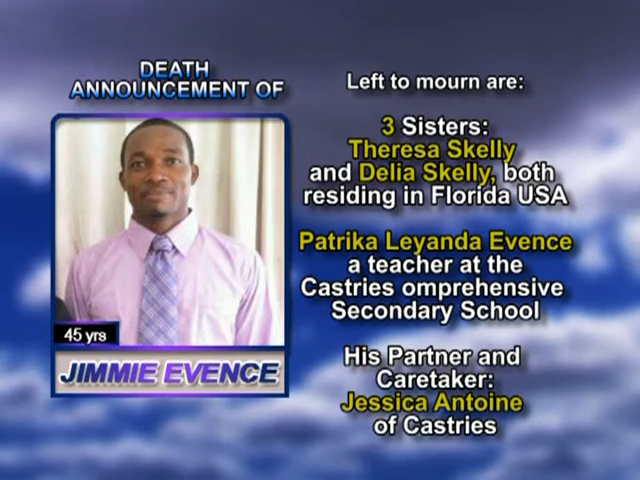 DEATH
ANNOUNCEMENT OF
45 yrs
JIMMIE EVENCE
Left to mourn are:
3 Sisters:
Theresa Skelly
and Delia Skelly, both
residing in Florida USA
Patrika Leyanda Evence
a teacher at the
Castries omprehensive
Secondary School
His Partner and
Caretaker:
Jessica Antoine
of Castries